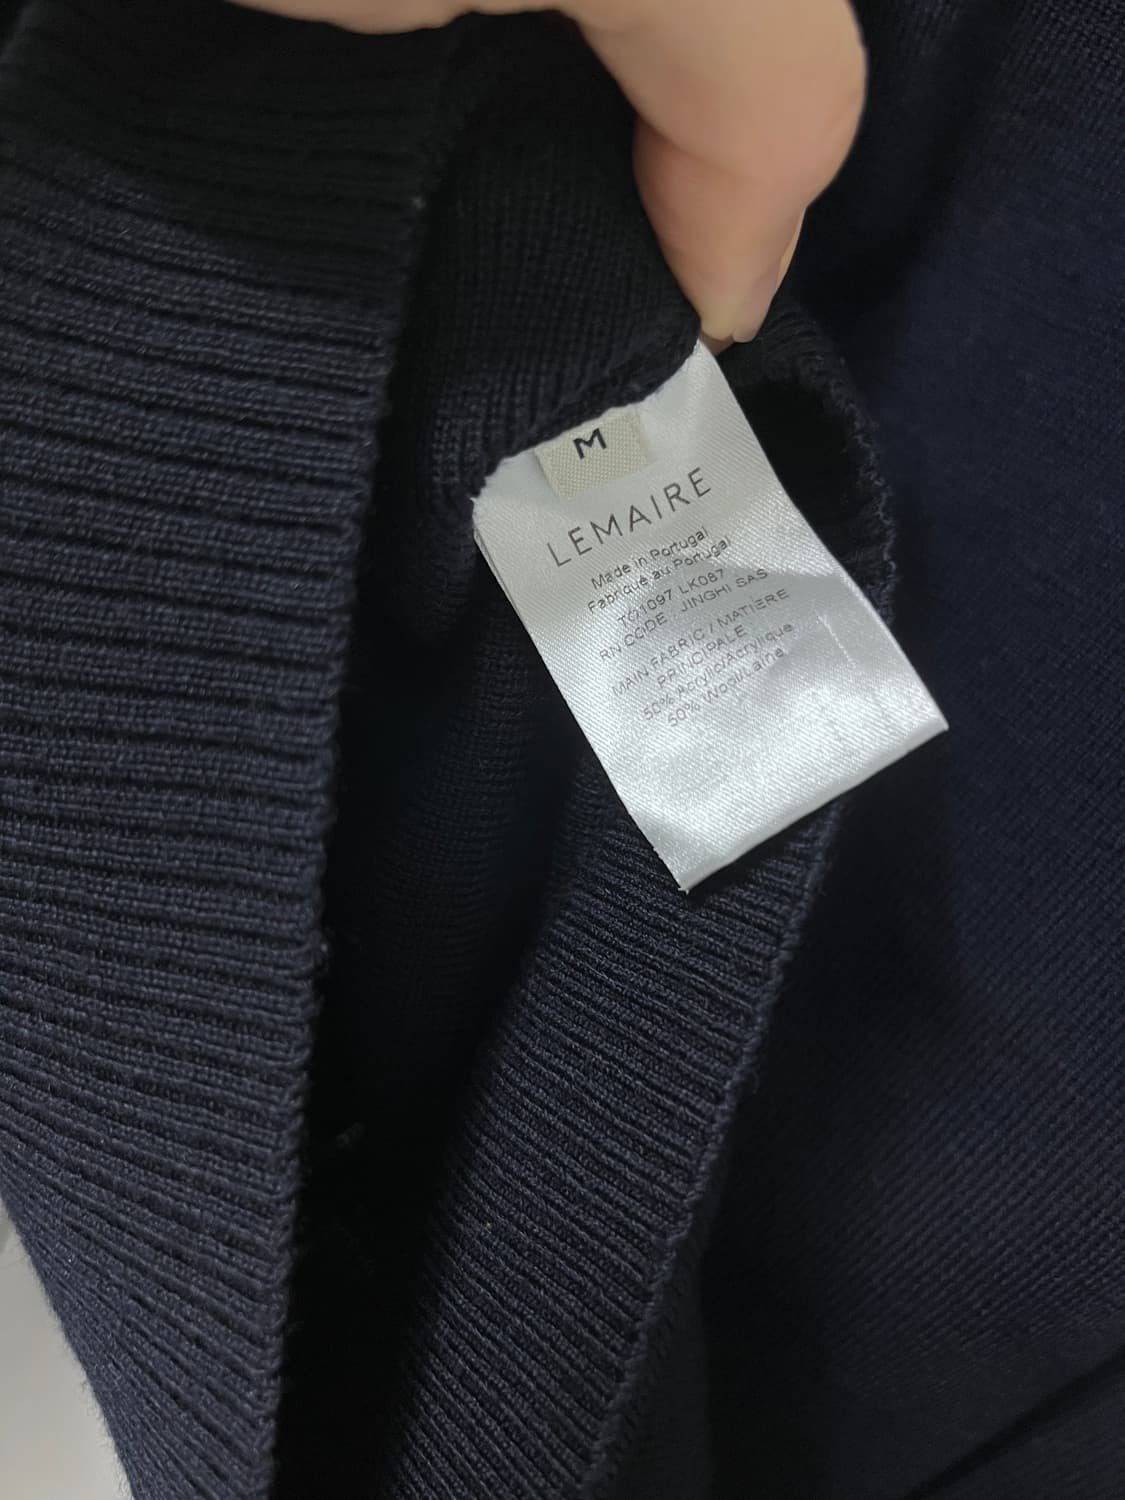 M
LEMAIRE
Made in Portugal
Fabriqué au Portugal
TO1097 LK087
RN CODE : JINGHI SAS
MAIN FABRIC / MATIÈRE
PRINCIPALE
50% Acrylic/Acrylique
50% Wool/Laine